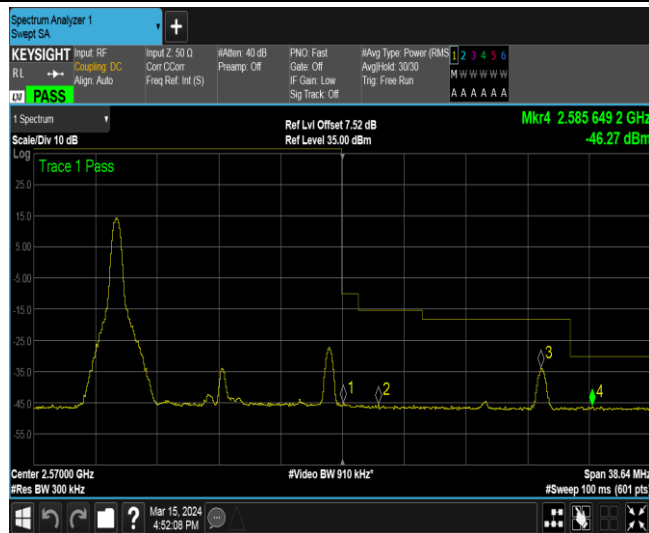 Spectrum Analyzer 1
Swept SA
+
KEYSIGHT
RL
LXI
PASS
Input: RF
Coupling: DC
Align: Auto
Input Z: 50 Ω
Corr CCorr
Freq Ref: Int (S)
#Atten: 40 dB
Preamp: Off
PNO: Fast
Gate: Off
IF Gain: Low
Sig Track: Off
#Avg Type: Power (RMS
Avg|Hold: 30/30
Trig: Free Run
1 2 3 4 5 6
M W W W W W
A A A A A A
1 Spectrum
Scale/Div 10 dB
Ref Lvl Offset 7.52 dB
Ref Level 35.00 dBm
Mkr4 2.585 649 2 GHz
-46.27 dBm
Log
Trace 1 Pass
25.0
15.0
5.00
-5.00
-15.0
-25.0
-35.0
-45.0
-55.0
1
2
3
4
Center 2.57000 GHz
#Video BW 910 kHz*
Span 38.64 MHz
#Res BW 300 kHz
#Sweep 100 ms (601 pts)
?
Mar 15, 2024
4:52:08 PM